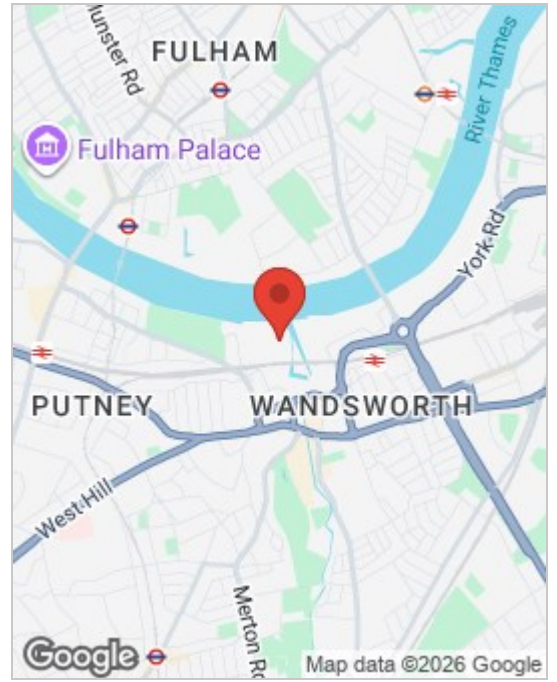 Munster Rd
FULHAM
River Thames
Fulham Palace
York Rd
PUTNEY
WANDSWORTH
West Hill
Merton Rd
Google
Map data ©2026 Google